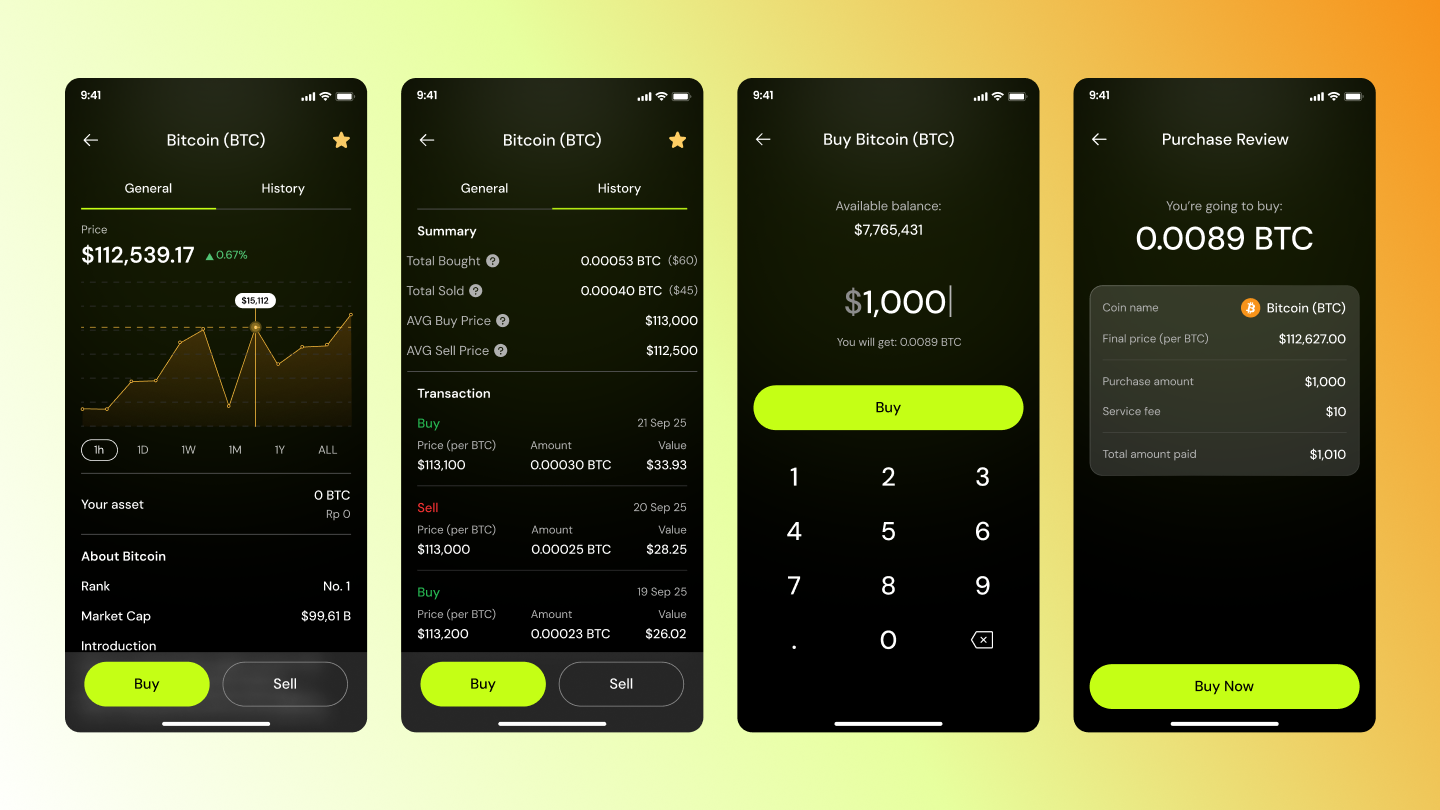 9:41
Bitcoin (BTC)
General History
Price
$112,539.17 ▲0.67%
$15,112
1h 1D 1W 1M 1Y ALL
Your asset 0 BTC
Rp 0
About Bitcoin
Rank No. 1
Market Cap $99,61 B
Introduction
Buy Sell
9:41
Bitcoin (BTC)
General History
Summary
Total Bought ? 0.00053 BTC ($60)
Total Sold ? 0.00040 BTC ($45)
AVG Buy Price ? $113,000
AVG Sell Price ? $112,500
Transaction
Buy 21 Sep 25
Price (per BTC) Amount Value
$113,100 0.00030 BTC $33.93
Sell 20 Sep 25
Price (per BTC) Amount Value
$113,000 0.00025 BTC $28.25
Buy 19 Sep 25
Price (per BTC) Amount Value
$113,200 0.00023 BTC $26.02
Buy Sell
9:41
Buy Bitcoin (BTC)
Available balance:
$7,765,431
$1,000
You will get: 0.0089 BTC
Buy
1 2 3
4 5 6
7 8 9
. 0
9:41
Purchase Review
You’re going to buy:
0.0089 BTC
Coin name Bitcoin (BTC)
Final price (per BTC) $112,627.00
Purchase amount $1,000
Service fee $10
Total amount paid $1,010
Buy Now